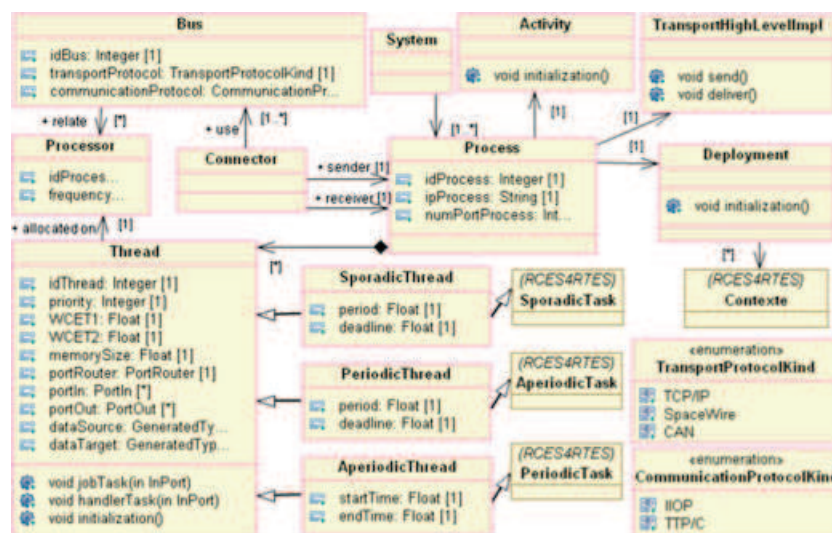 Bus
idBus: Integer [1]
transportProtocol: TransportProtocolKind [1]
communicationProtocol: CommunicationPr...
System
Activity
void initialization()
TransportHighLevelImpl
void send()
void deliver()
+ relate
[*]
+ use
[1..*]
[1..*]
[1]
[1]
[1]
Processor
idProces...
frequency...
Connector
+ sender [1]
+ receiver [1]
Process
idProcess: Integer [1]
ipProcess: String [1]
numPortProcess: Int...
Deployment
void initialization()
+ allocated on
[1]
[*]
[*]
Thread
idThread: Integer [1]
priority: Integer [1]
WCET1: Float [1]
WCET2: Float [1]
memorySize: Float [1]
portRouter: PortRouter [1]
portIn: PortIn [*]
portOut: PortOut [*]
dataSource: GeneratedTy...
dataTarget: GeneratedTyp...
void jobTask(in InPort)
void handlerTask(in InPort)
void initialization()
SporadicThread
period: Float [1]
deadline: Float [1]
(RCES4RTES)
SporadicTask
(RCES4RTES)
Contexte
PeriodicThread
period: Float [1]
deadline: Float [1]
(RCES4RTES)
AperiodicTask
«enumeration»
TransportProtocolKind
TCP/IP
SpaceWire
CAN
AperiodicThread
startTime: Float [1]
endTime: Float [1]
(RCES4RTES)
PeriodicTask
«enumeration»
CommunicationProtocolKind
IIOP
TTP/C